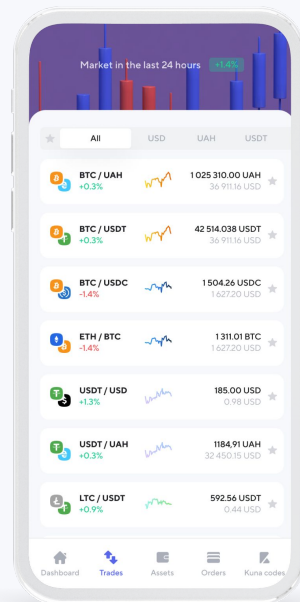 Market in the last 24 hours +1.4%
All USD UAH USDT
BTC / UAH 1 025 310.00 UAH
+0.3% 36 911.16 USD
BTC / USDT 42 514.038 USDT
+0.3% 36 911.16 USD
BTC / USDC 1 504.26 USDC
-1.4% 1 627.20 USD
ETH / BTC 1 311.01 BTC
-1.4% 1 627.20 USD
USDT / USD 185.00 USD
+1.3% 0.98 USD
USDT / UAH 1184,91 UAH
+0.3% 32 450.15 USD
LTC / USDT 592.56 USDT
+0.9% 0.44 USD
Dashboard Trades Assets Orders Kuna codes